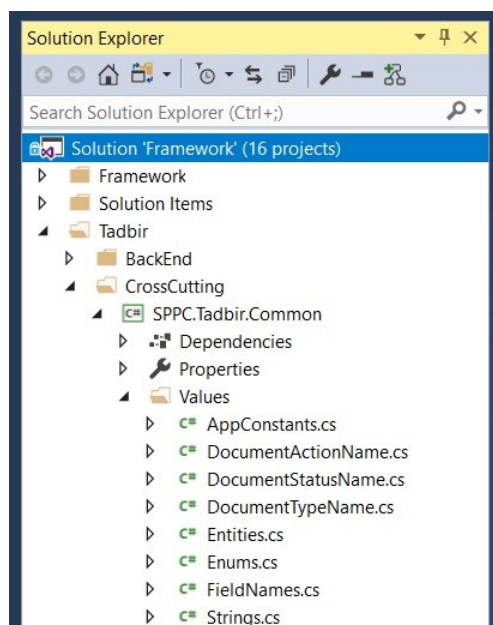 Solution Explorer
Search Solution Explorer (Ctrl+;)
Solution 'Framework' (16 projects)
Framework
Solution Items
Tadbir
BackEnd
CrossCutting
C# SPPC.Tadbir.Common
Dependencies
Properties
Values
C# AppConstants.cs
C# DocumentActionName.cs
C# DocumentStatusName.cs
C# DocumentTypeName.cs
C# Entities.cs
C# Enums.cs
C# FieldNames.cs
C# Strings.cs